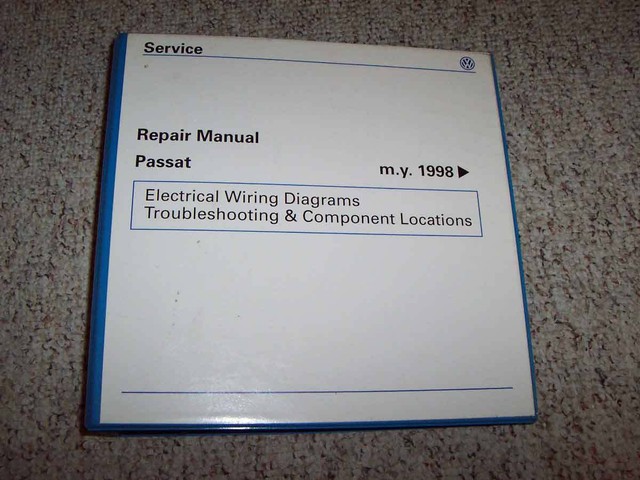 Service
Repair Manual
Passat
m.y. 1998 ▶
Electrical Wiring Diagrams
Troubleshooting & Component Locations